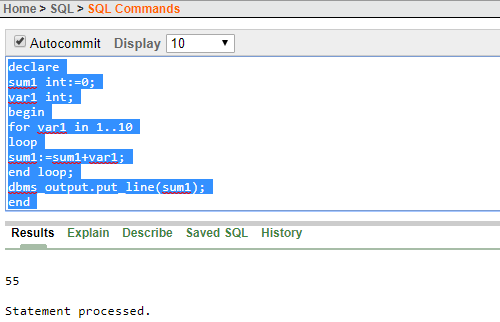 Home > SQL > SQL Commands
Autocommit Display 10
declare
sum1 int:=0;
var1 int;
begin
for var1 in 1..10
loop
sum1:=sum1+var1;
end loop;
dbms_output.put_line(sum1);
end
Results Explain Describe Saved SQL History
55
Statement processed.